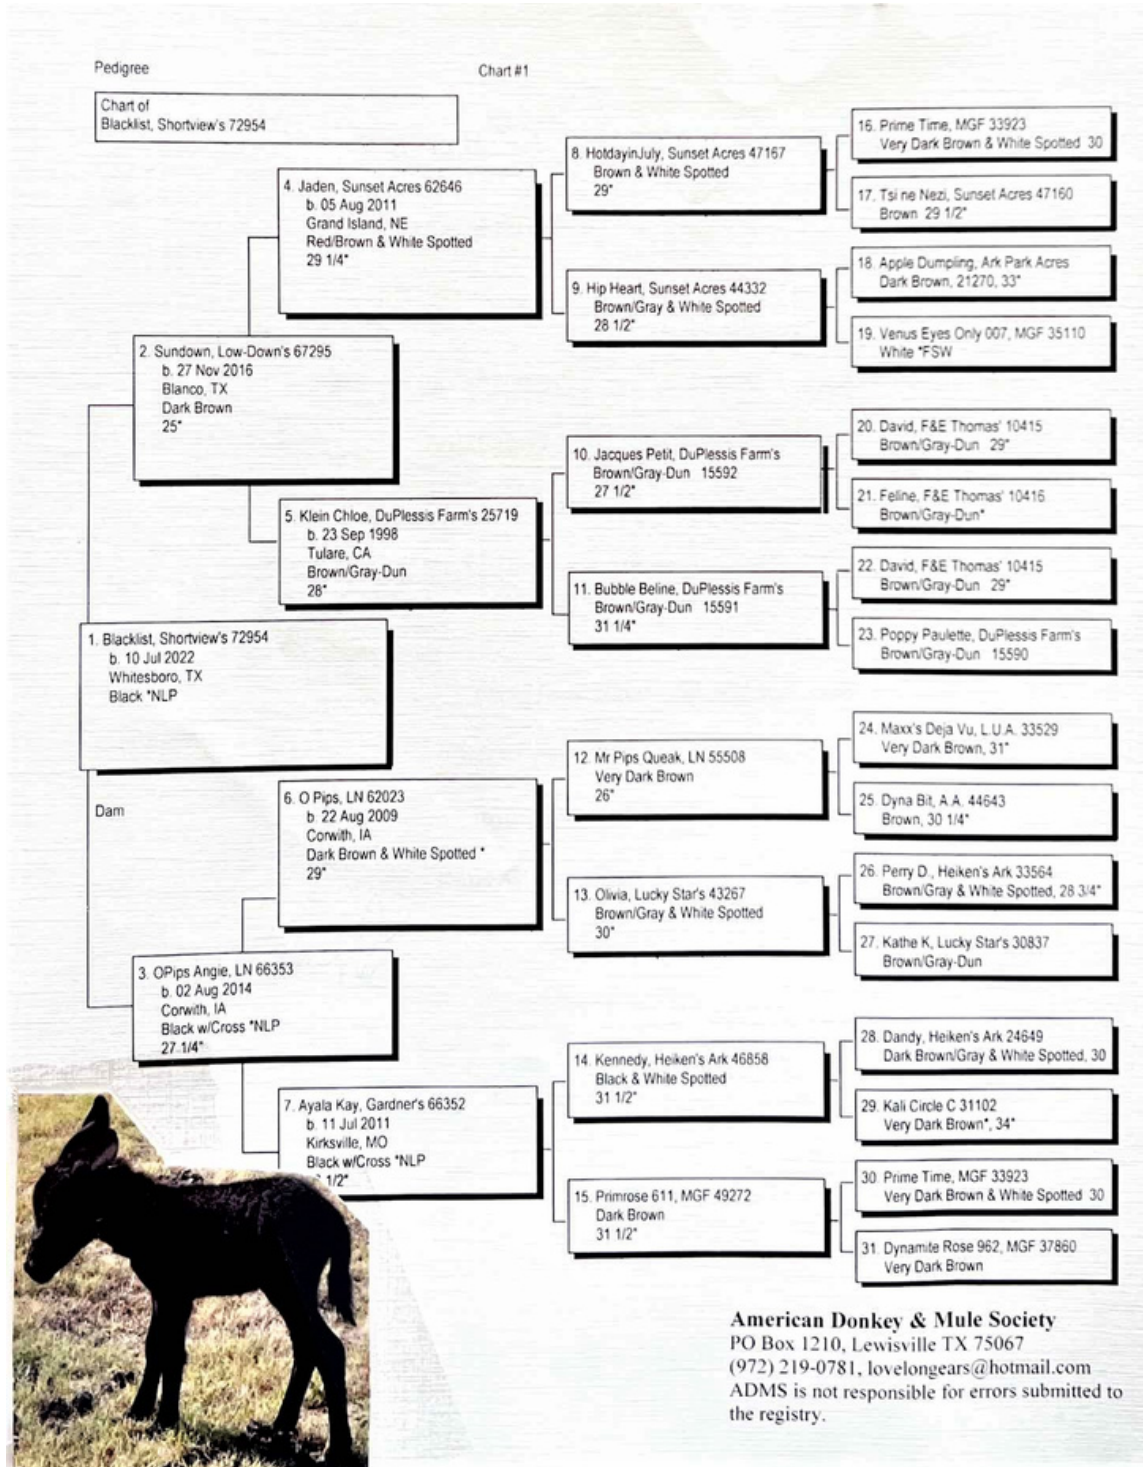 Pedigree
Chart #1
Chart of
Blacklist, Shortview's 72954
1. Blacklist, Shortview's 72954
b. 10 Jul 2022
Whitesboro, TX
Black *NLP
Dam
2. Sundown, Low-Down's 67295
b. 27 Nov 2016
Blanco, TX
Dark Brown
25"
3. OPips Angie, LN 66353
b. 02 Aug 2014
Corwith, IA
Black w/Cross *NLP
27 1/4"
4. Jaden, Sunset Acres 62646
b. 05 Aug 2011
Grand Island, NE
Red/Brown & White Spotted
29 1/4"
5. Klein Chloe, DuPlessis Farm's 25719
b. 23 Sep 1998
Tulare, CA
Brown/Gray-Dun
28"
6. O Pips, LN 62023
b. 22 Aug 2009
Corwith, IA
Dark Brown & White Spotted *
29"
7. Ayala Kay, Gardner's 66352
b. 11 Jul 2011
Kirksville, MO
Black w/Cross *NLP
1/2"
8. HotdayinJuly, Sunset Acres 47167
Brown & White Spotted
29"
9. Hip Heart, Sunset Acres 44332
Brown/Gray & White Spotted
28 1/2"
10. Jacques Petit, DuPlessis Farm's
Brown/Gray-Dun 15592
27 1/2"
11. Bubble Beline, DuPlessis Farm's
Brown/Gray-Dun 15591
31 1/4"
12. Mr Pips Queak, LN 55508
Very Dark Brown
26"
13. Olivia, Lucky Star's 43267
Brown/Gray & White Spotted
30"
14. Kennedy, Heiken's Ark 46858
Black & White Spotted
31 1/2"
15. Primrose 611, MGF 49272
Dark Brown
31 1/2"
16. Prime Time, MGF 33923
Very Dark Brown & White Spotted 30
17. Tsi ne Nezi, Sunset Acres 47160
Brown 29 1/2"
18. Apple Dumpling, Ark Park Acres
Dark Brown, 21270, 33"
19. Venus Eyes Only 007, MGF 35110
White *FSW
20. David, F&E Thomas' 10415
Brown/Gray-Dun 29"
21. Feline, F&E Thomas' 10416
Brown/Gray-Dun*
22. David, F&E Thomas' 10415
Brown/Gray-Dun 29"
23. Poppy Paulette, DuPlessis Farm's
Brown/Gray-Dun 15590
24. Maxx's Deja Vu, L.U.A. 33529
Very Dark Brown, 31"
25. Dyna Bit, A.A. 44643
Brown, 30 1/4"
26. Perry D., Heiken's Ark 33564
Brown/Gray & White Spotted, 28 3/4"
27. Kathe K, Lucky Star's 30837
Brown/Gray-Dun
28. Dandy, Heiken's Ark 24649
Dark Brown/Gray & White Spotted, 30
29. Kali Circle C 31102
Very Dark Brown*, 34"
30. Prime Time, MGF 33923
Very Dark Brown & White Spotted 30
31. Dynamite Rose 962, MGF 37860
Very Dark Brown
American Donkey & Mule Society
PO Box 1210, Lewisville TX 75067
(972) 219-0781, lovelongears@hotmail.com
ADMS is not responsible for errors submitted to
the registry.